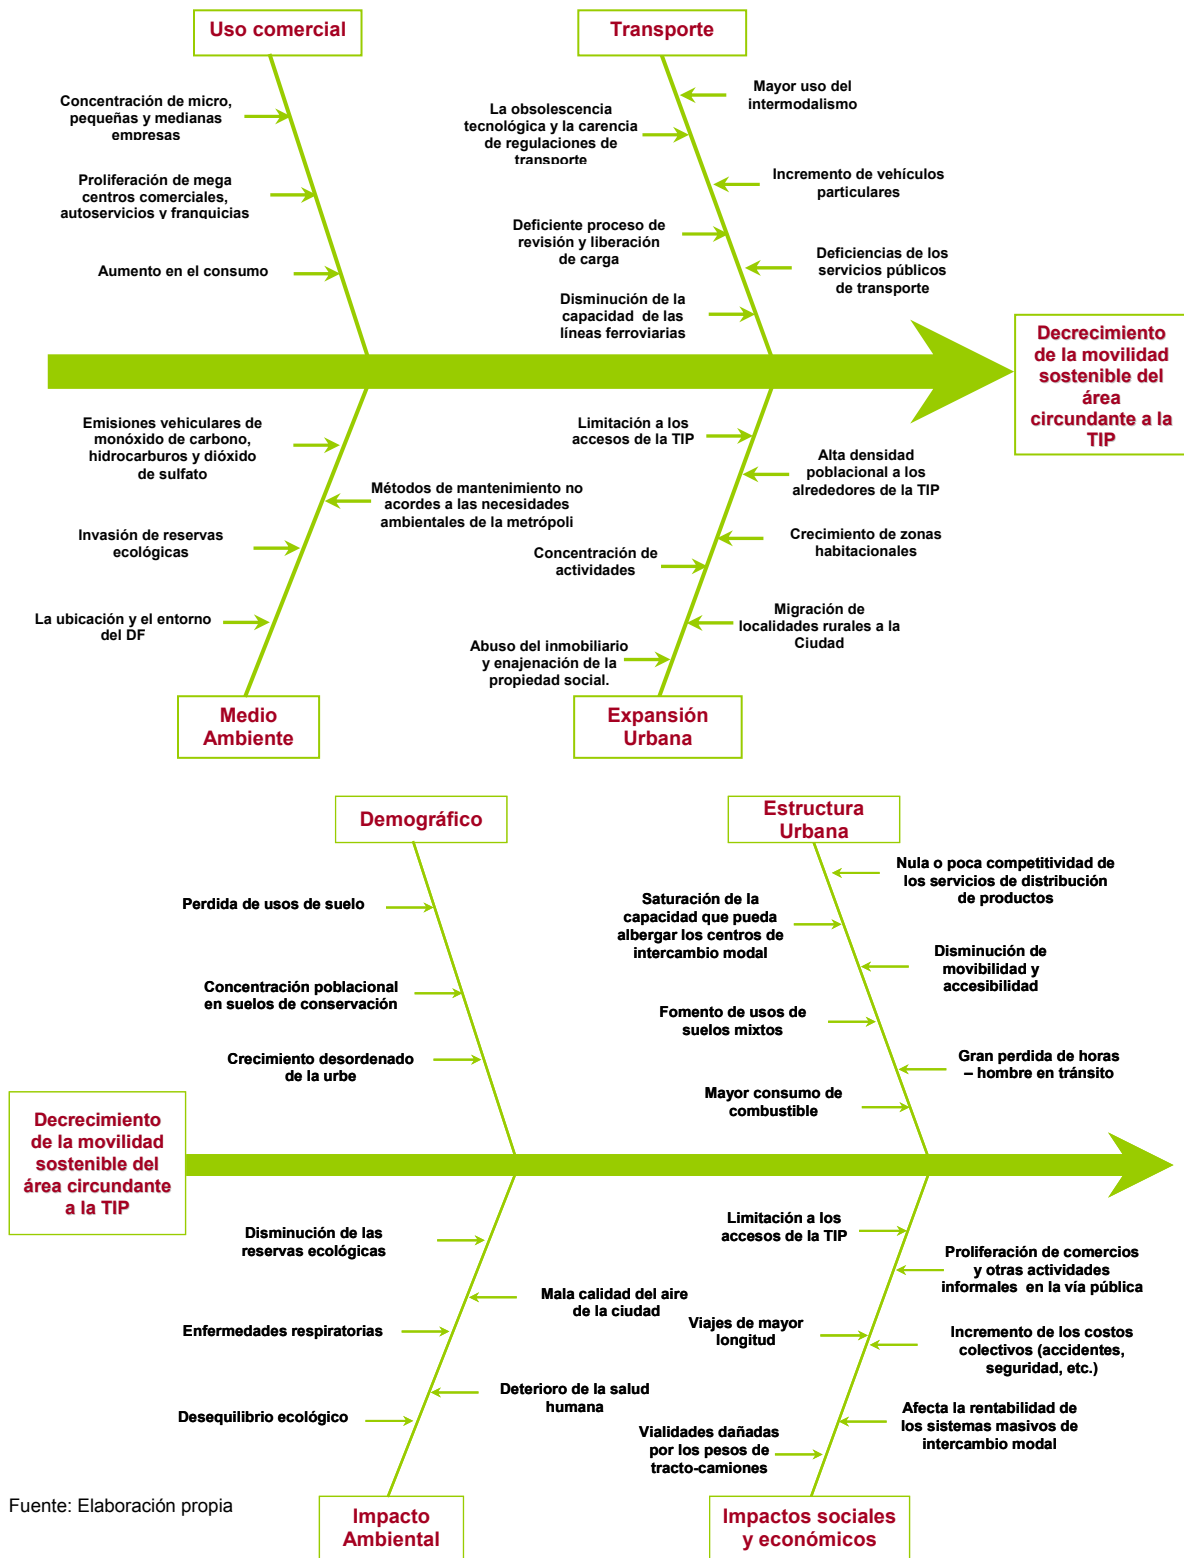 Uso comercial
Transporte
Concentración de micro,
pequeñas y medianas
empresas
Proliferación de mega
centros comerciales,
autoservicios y franquicias
Aumento en el consumo
La obsolescencia
tecnológica y la carencia
de regulaciones de
transporte
Deficiente proceso de
revisión y liberación
de carga
Disminución de la
capacidad de las
líneas ferroviarias
Mayor uso del
intermodalismo
Incremento de vehículos
particulares
Deficiencias de los
servicios públicos
de transporte
Decrecimiento
de la movilidad
sostenible del
área
circundante a la
TIP
Emisiones vehiculares de
monóxido de carbono,
hidrocarburos y dióxido
de sulfato
Métodos de mantenimiento no
acordes a las necesidades
ambientales de la metrópoli
Invasión de reservas
ecológicas
La ubicación y el entorno
del DF
Limitación a los
accesos de la TIP
Alta densidad
poblacional a los
alrededores de la TIP
Concentración de
actividades
Crecimiento de zonas
habitacionales
Abuso del inmobiliario
y enajenación de la
propiedad social.
Migración de
localidades rurales a la
Ciudad
Medio
Ambiente
Expansión
Urbana
Demográfico
Estructura
Urbana
Perdida de usos de suelo
Concentración poblacional
en suelos de conservación
Crecimiento desordenado
de la urbe
Saturación de la
capacidad que pueda
albergar los centros de
intercambio modal
Fomento de usos de
suelos mixtos
Mayor consumo de
combustible
Nula o poca competitividad de
los servicios de distribución
de productos
Disminución de
movibilidad y
accesibilidad
Gran perdida de horas
– hombre en tránsito
Decrecimiento
de la movilidad
sostenible del
área circundante
a la TIP
Disminución de las
reservas ecológicas
Mala calidad del aire
de la ciudad
Enfermedades respiratorias
Deterioro de la salud
humana
Desequilibrio ecológico
Limitación a los
accesos de la TIP
Proliferación de comercios
y otras actividades
informales en la vía pública
Viajes de mayor
longitud
Incremento de los costos
colectivos (accidentes,
seguridad, etc.)
Vialidades dañadas
por los pesos de
tracto-camiones
Afecta la rentabilidad de
los sistemas masivos de
intercambio modal
Fuente: Elaboración propia
Impacto
Ambiental
Impactos sociales
y económicos